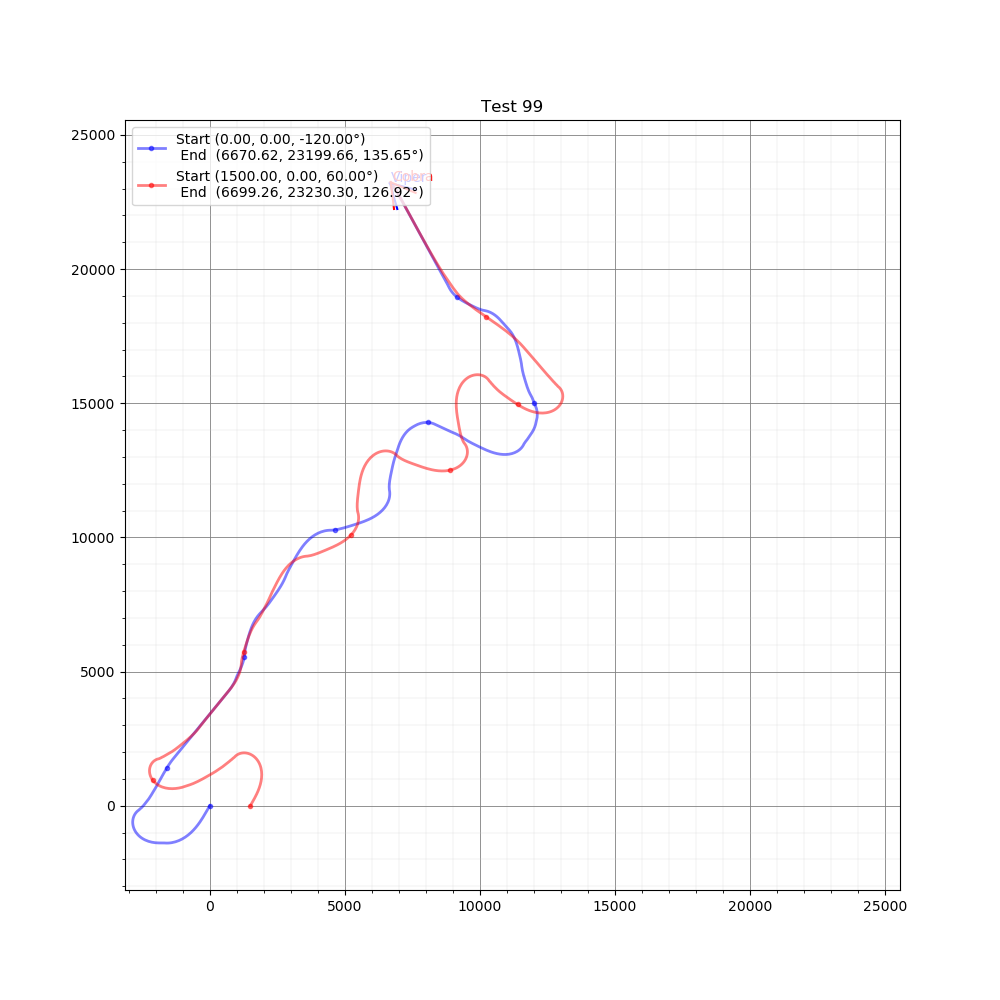 Test 99
Start (0.00, 0.00, -120.00°)
End (6670.62, 23199.66, 135.65°)
Start (1500.00, 0.00, 60.00°)
End (6699.26, 23230.30, 126.92°)
25000
20000
15000
10000
5000
0
0 5000 10000 15000 20000 25000